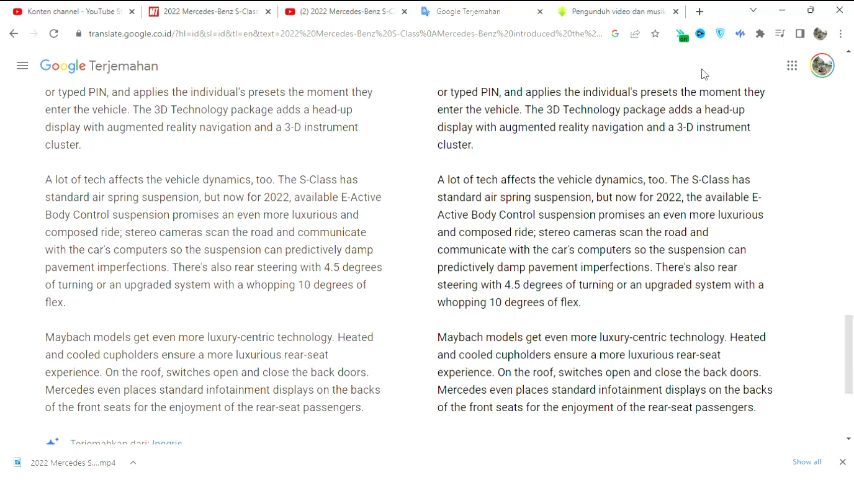 Konten channel - YouTube S
2022 Mercedes-Benz S-Clas
(2) 2022 Mercedes-Benz S-C
Google Terjemahan
Pengunduh video dan musi
translate.google.co.id/?hl=id&sl=id&tl=en&text=2022%20Mercedes-Benz%20S-Class%0AMercedes-Benz%20introduced%20the%2...
Google Terjemahan
or typed PIN, and applies the individual's presets the moment they
enter the vehicle. The 3D Technology package adds a head-up
display with augmented reality navigation and a 3-D instrument
cluster.
A lot of tech affects the vehicle dynamics, too. The S-Class has
standard air spring suspension, but now for 2022, available E-Active
Body Control suspension promises an even more luxurious and
composed ride; stereo cameras scan the road and communicate
with the car's computers so the suspension can predictively damp
pavement imperfections. There's also rear steering with 4.5 degrees
of turning or an upgraded system with a whopping 10 degrees of
flex.
Maybach models get even more luxury-centric technology. Heated
and cooled cupholders ensure a more luxurious rear-seat
experience. On the roof, switches open and close the back doors.
Mercedes even places standard infotainment displays on the backs
of the front seats for the enjoyment of the rear-seat passengers.
or typed PIN, and applies the individual's presets the moment they
enter the vehicle. The 3D Technology package adds a head-up
display with augmented reality navigation and a 3-D instrument
cluster.
A lot of tech affects the vehicle dynamics, too. The S-Class has
standard air spring suspension, but now for 2022, the available E-
Active Body Control suspension promises an even more luxurious
and composed ride; stereo cameras scan the road and
communicate with the car's computers so the suspension can
predictively damp pavement imperfections. There's also rear
steering with 4.5 degrees of turning or an upgraded system with a
whopping 10 degrees of flex.
Maybach models get even more luxury-centric technology. Heated
and cooled cupholders ensure a more luxurious rear-seat
experience. On the roof, switches open and close the back doors.
Mercedes even places standard infotainment displays on the backs
of the front seats for the enjoyment of the rear-seat passengers.
Terjemahkan dari: Inggris
2022 Mercedes S....mp4
Show all